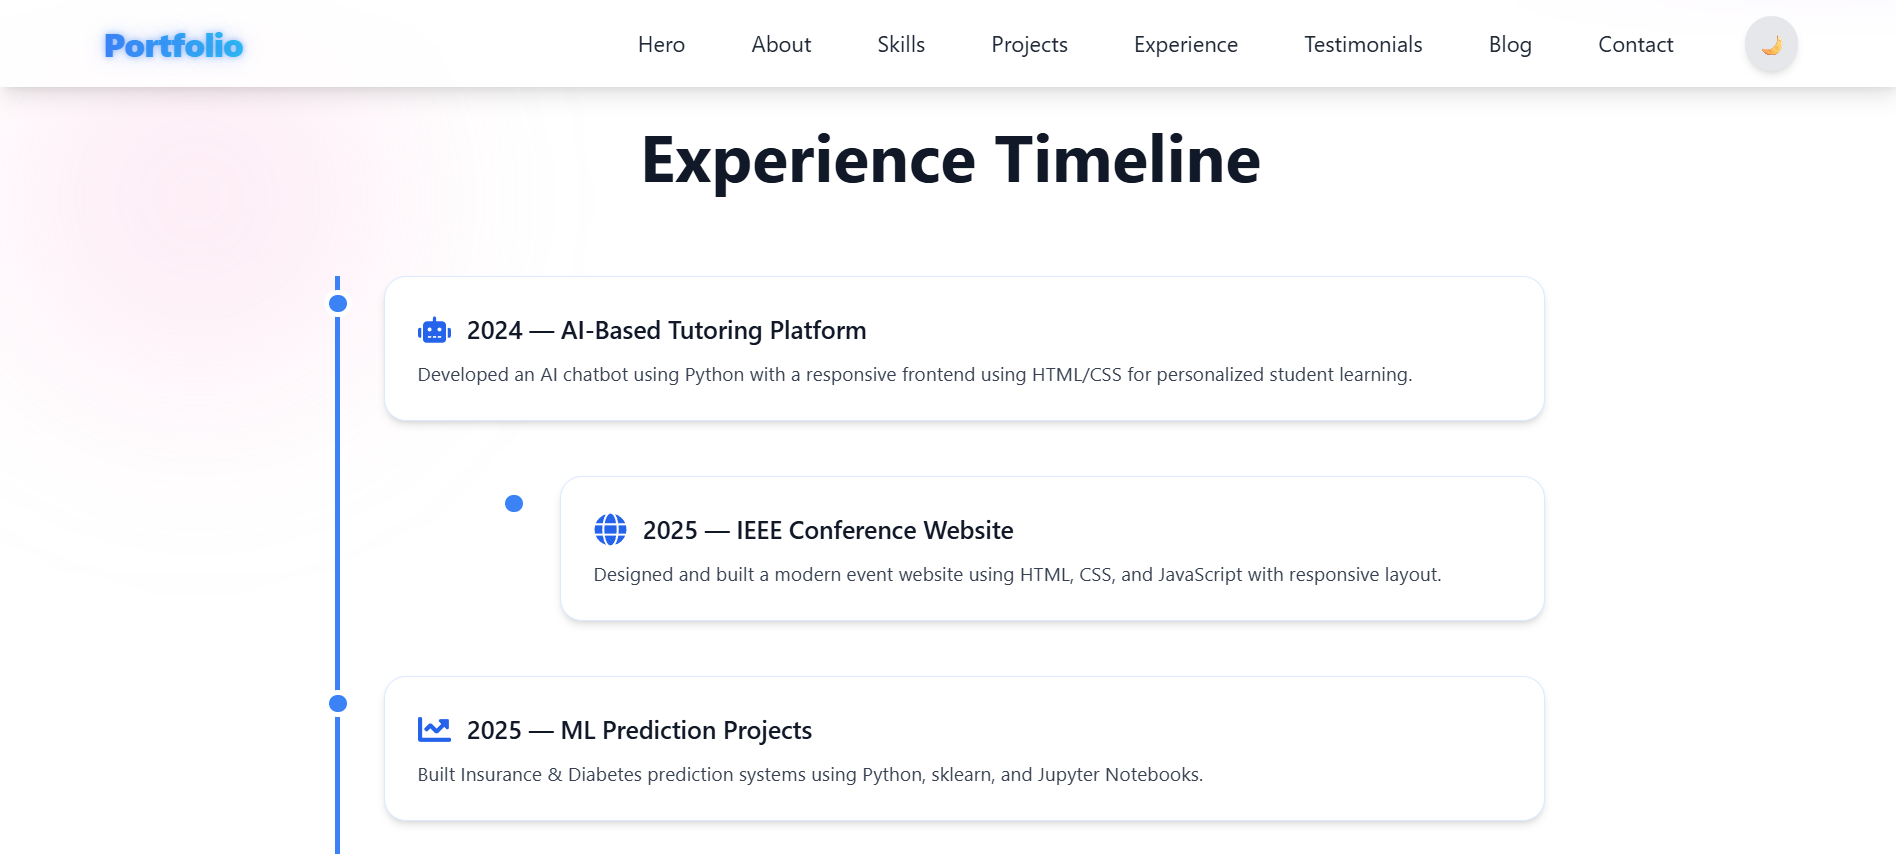 Portfolio
Hero About Skills Projects Experience Testimonials Blog Contact
Experience Timeline
2024 — AI-Based Tutoring Platform
Developed an AI chatbot using Python with a responsive frontend using HTML/CSS for personalized student learning.
2025 — IEEE Conference Website
Designed and built a modern event website using HTML, CSS, and JavaScript with responsive layout.
2025 — ML Prediction Projects
Built Insurance & Diabetes prediction systems using Python, sklearn, and Jupyter Notebooks.